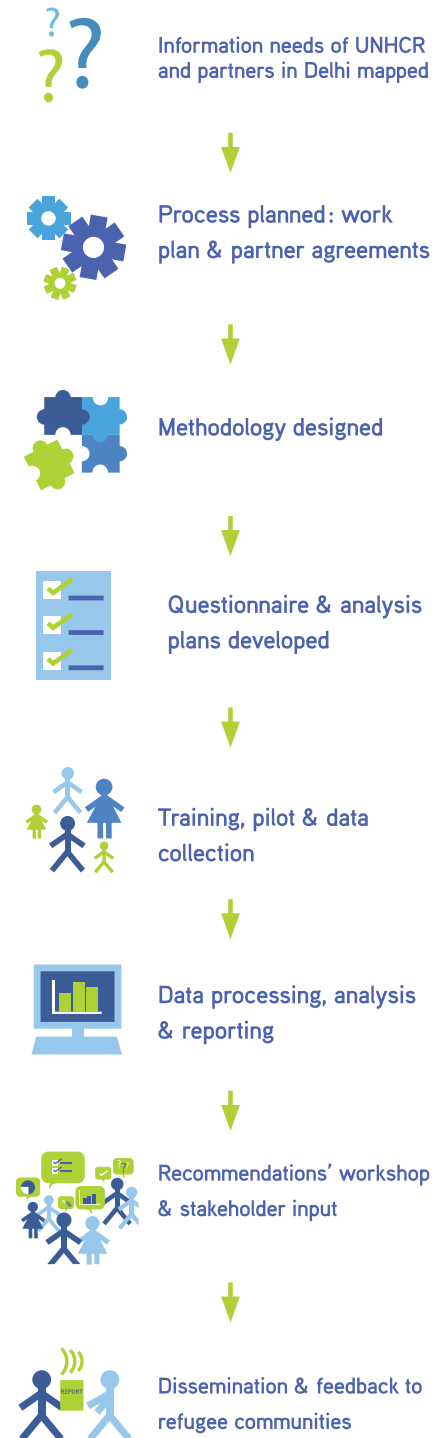 ? ? ?
Information needs of UNHCR
and partners in Delhi mapped
Process planned: work
plan & partner agreements
Methodology designed
Questionnaire & analysis
plans developed
Training, pilot & data
collection
Data processing, analysis
& reporting
Recommendations’ workshop
& stakeholder input
REPORT
Dissemination & feedback to
refugee communities